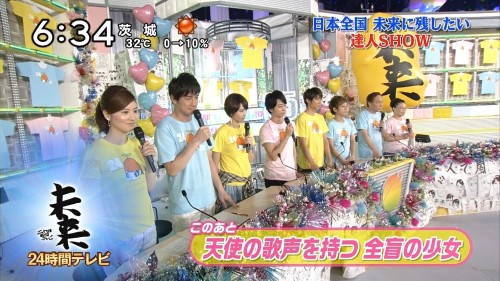 6:34
茨城
32℃ 0→10%
日本全国 未来に残したい
達人SHOW
未来
未来
24時間テレビ
このあと
天使の歌声を持つ 全盲の少女